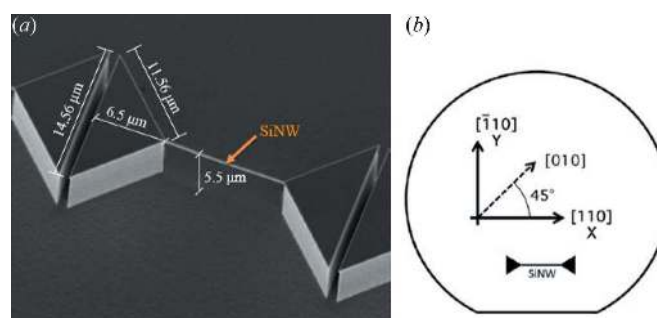 (a)
14.56 µm
11.56 µm
6.5 µm
SiNW
5.5 µm
(b)
[1̄10]
Y
[010]
45°
[110]
X
SiNW